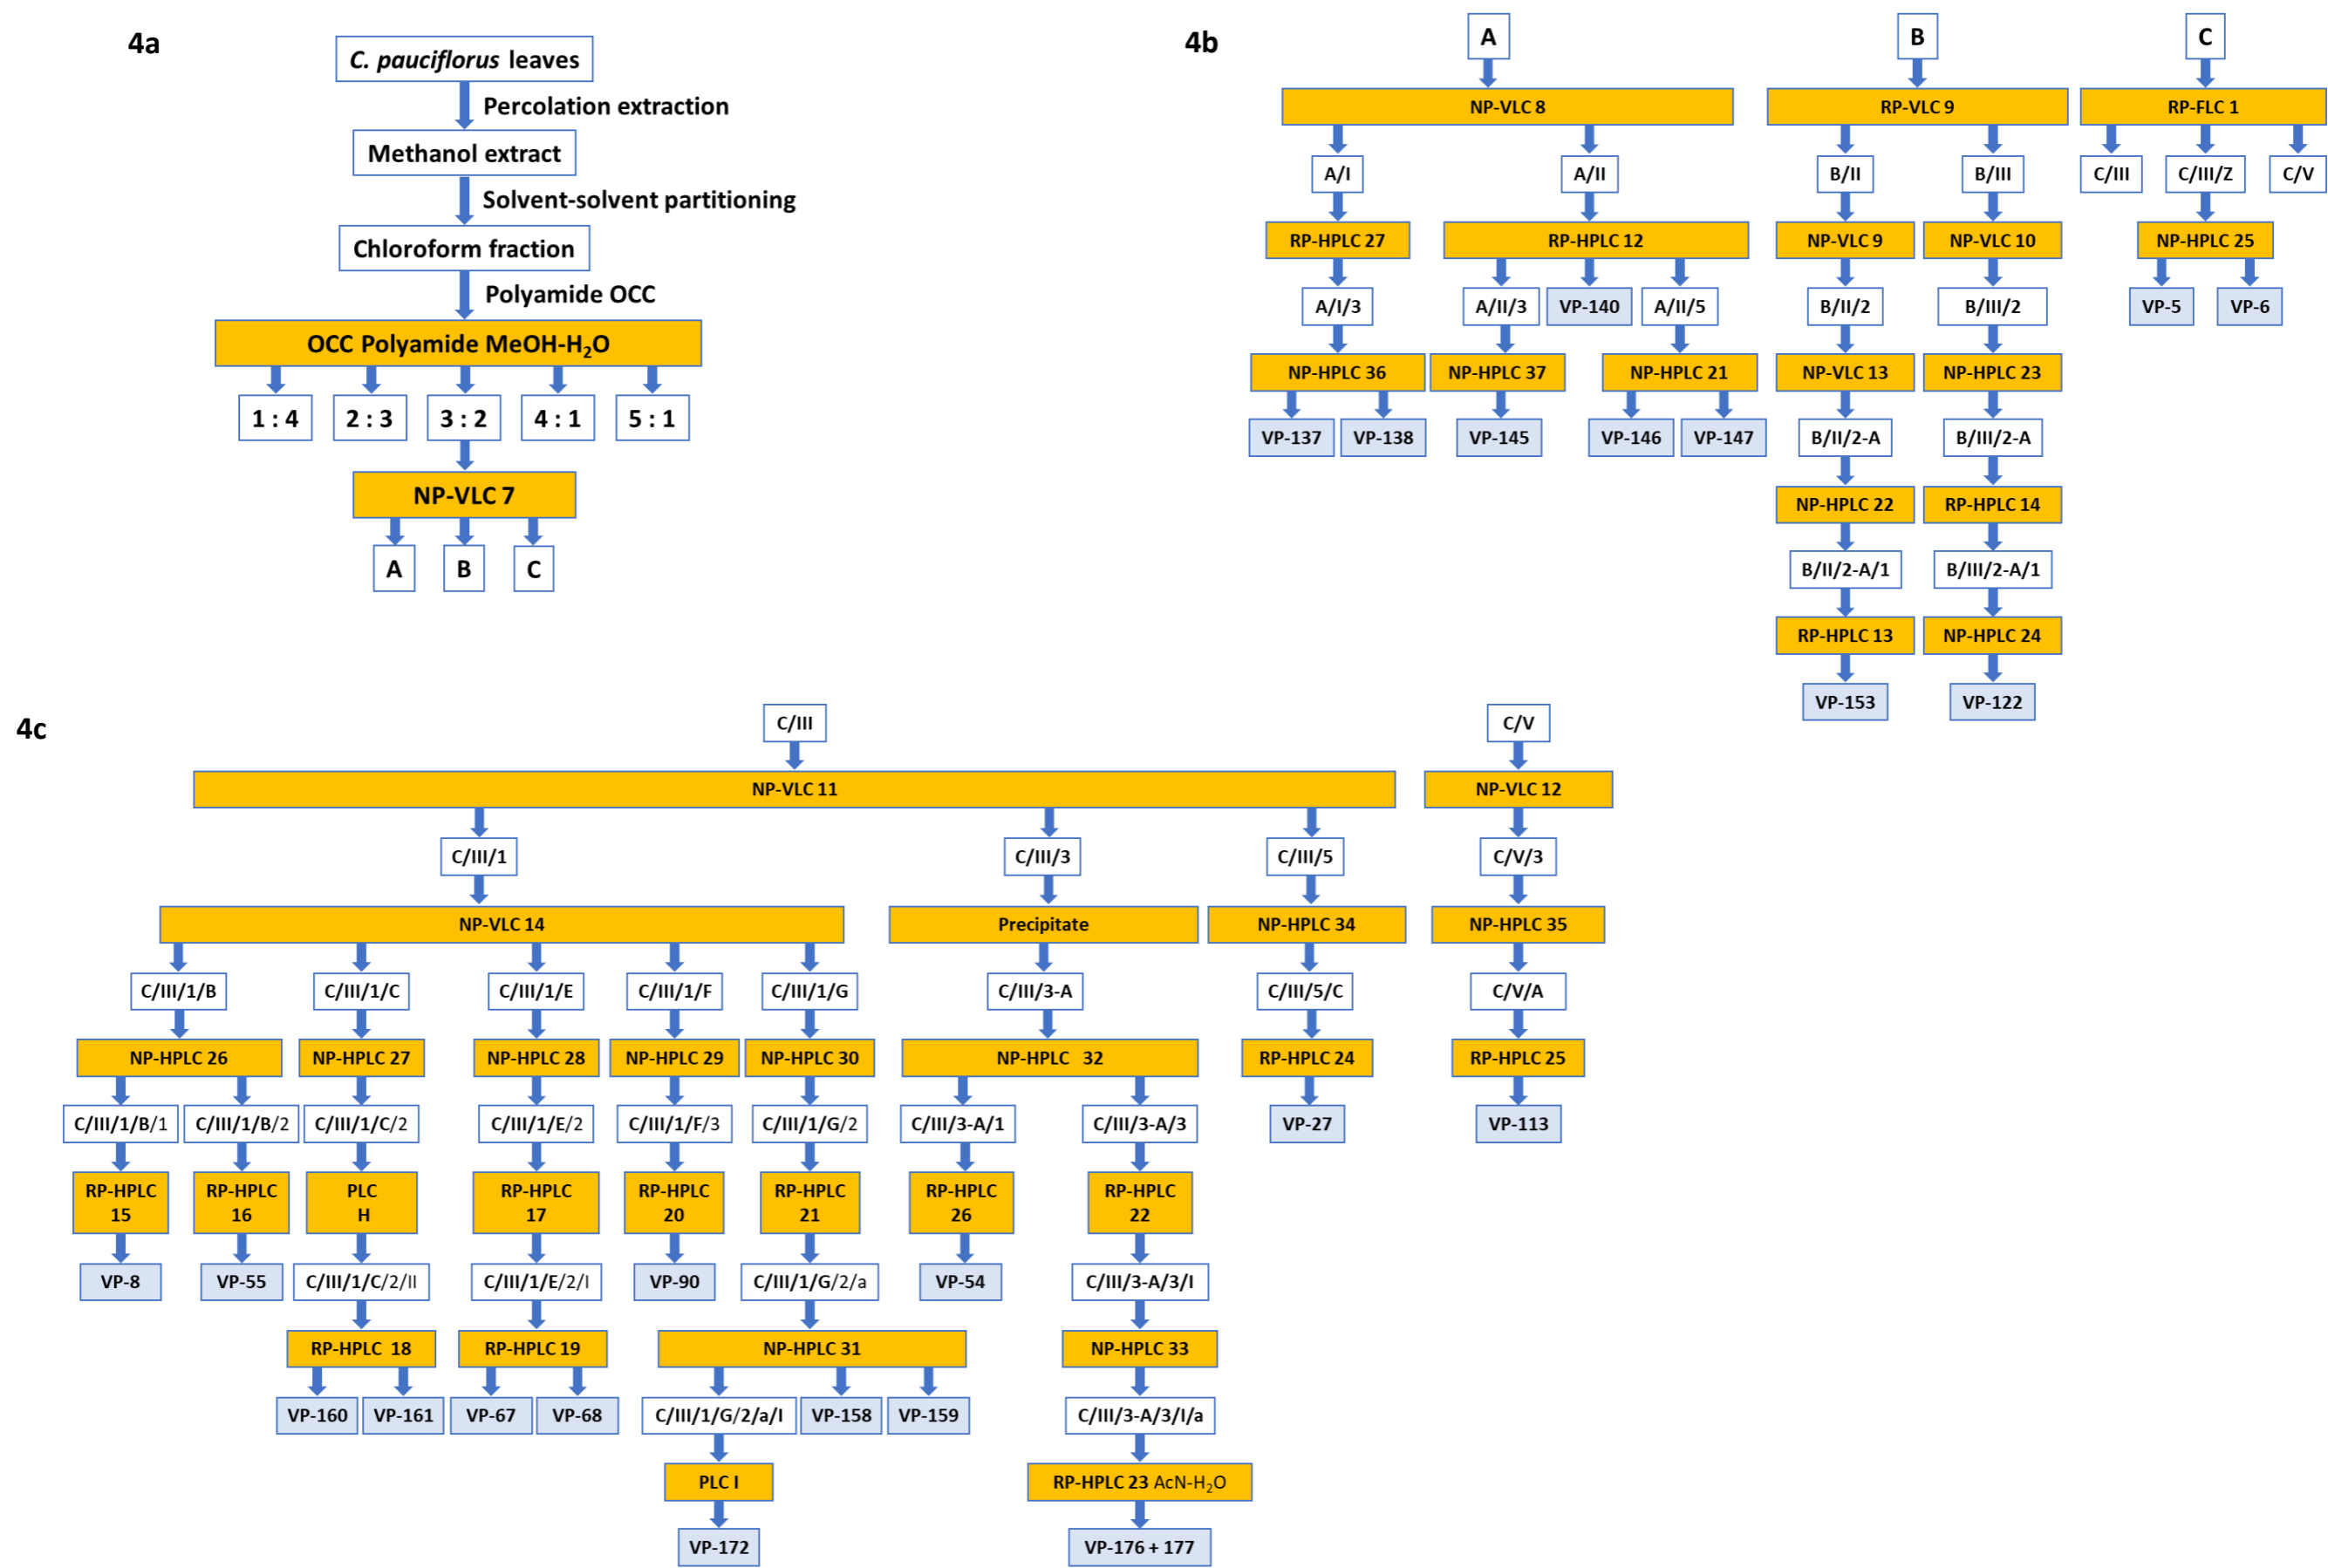 4a
C. pauciflorus leaves
Percolation extraction
Methanol extract
Solvent-solvent partitioning
Chloroform fraction
Polyamide OCC
OCC Polyamide MeOH-H₂O
1 : 4 2 : 3 3 : 2 4 : 1 5 : 1
NP-VLC 7
A B C
4b
A B C
NP-VLC 8 RP-VLC 9 RP-FLC 1
A/I A/II B/II B/III C/III C/III/Z C/V
RP-HPLC 27 RP-HPLC 12 NP-VLC 9 NP-VLC 10 NP-HPLC 25
A/I/3 A/II/3 VP-140 A/II/5 B/II/2 B/III/2 VP-5 VP-6
NP-HPLC 36 NP-HPLC 37 NP-HPLC 21 NP-VLC 13 NP-HPLC 23
VP-137 VP-138 VP-145 VP-146 VP-147 B/II/2-A B/III/2-A
NP-HPLC 22 RP-HPLC 14
B/II/2-A/1 B/III/2-A/1
RP-HPLC 13 NP-HPLC 24
VP-153 VP-122
4c
C/III C/V
NP-VLC 11 NP-VLC 12
C/III/1 C/III/3 C/III/5 C/V/3
NP-VLC 14 Precipitate NP-HPLC 34 NP-HPLC 35
C/III/1/B C/III/1/C C/III/1/E C/III/1/F C/III/1/G C/III/3-A C/III/5/C C/V/A
NP-HPLC 26 NP-HPLC 27 NP-HPLC 28 NP-HPLC 29 NP-HPLC 30 NP-HPLC 32 RP-HPLC 24 RP-HPLC 25
C/III/1/B/1 C/III/1/B/2 C/III/1/C/2 C/III/1/E/2 C/III/1/F/3 C/III/1/G/2 C/III/3-A/1 C/III/3-A/3 VP-27 VP-113
RP-HPLC RP-HPLC PLC RP-HPLC RP-HPLC RP-HPLC RP-HPLC RP-HPLC
15 16 H 17 20 21 26 22
VP-8 VP-55 C/III/1/C/2/II C/III/1/E/2/I VP-90 C/III/1/G/2/a VP-54 C/III/3-A/3/I
RP-HPLC 18 RP-HPLC 19 NP-HPLC 31 NP-HPLC 33
VP-160 VP-161 VP-67 VP-68 C/III/1/G/2/a/I VP-158 VP-159 C/III/3-A/3/I/a
PLC I RP-HPLC 23 AcN-H₂O
VP-172 VP-176 + 177